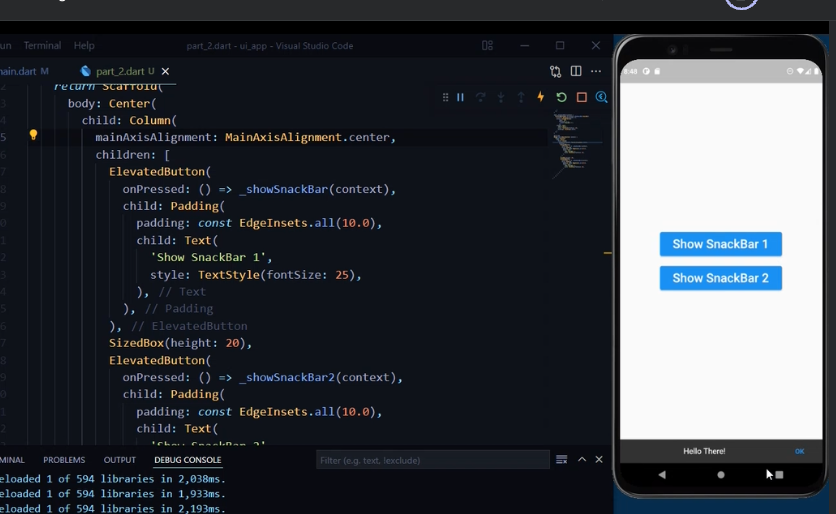 un Terminal Help part_2.dart - ui_app - Visual Studio Code
main.dart M part_2.dart U
return Scaffold(
body: Center(
child: Column(
mainAxisAlignment: MainAxisAlignment.center,
children: [
ElevatedButton(
onPressed: () => _showSnackBar(context),
child: Padding(
padding: const EdgeInsets.all(10.0),
child: Text(
'Show SnackBar 1',
style: TextStyle(fontSize: 25),
), // Text
), // Padding
), // ElevatedButton
SizedBox(height: 20),
ElevatedButton(
onPressed: () => _showSnackBar2(context),
child: Padding(
padding: const EdgeInsets.all(10.0),
child: Text(
'Show SnackBar 2'
MINAL PROBLEMS OUTPUT DEBUG CONSOLE Filter (e.g. text, !exclude)
eloaded 1 of 594 libraries in 2,038ms.
eloaded 1 of 594 libraries in 1,933ms.
eloaded 1 of 594 libraries in 2,193ms.
Show SnackBar 1
Show SnackBar 2
Hello There! OK